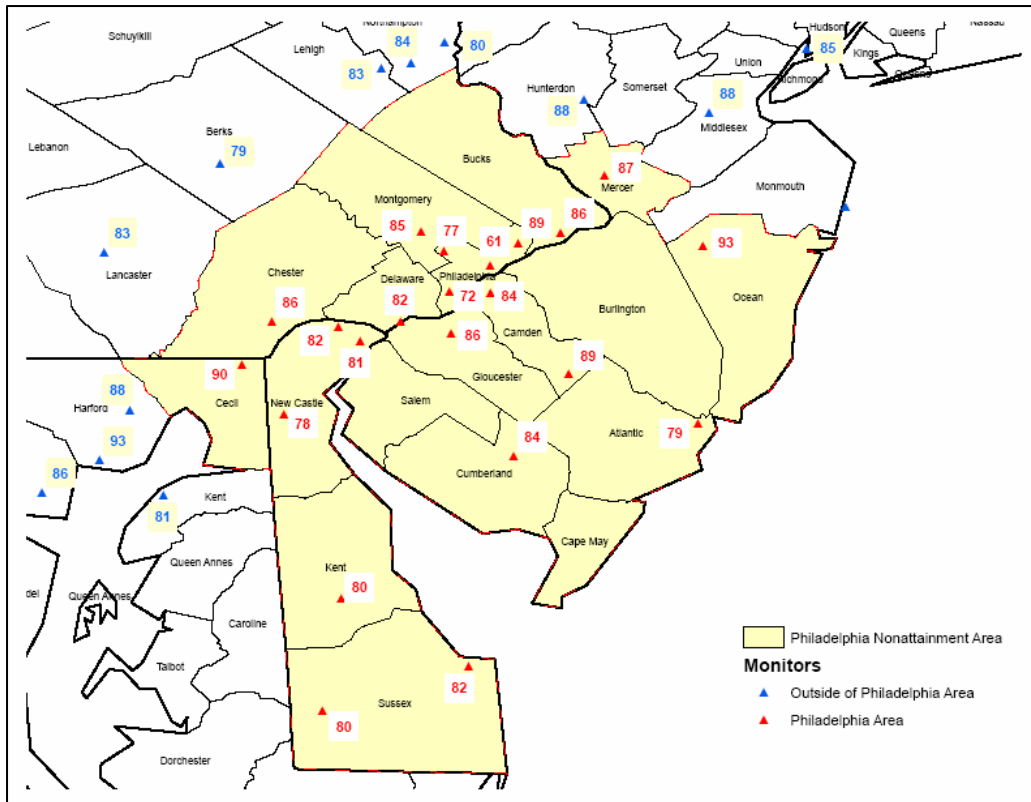 Schuylkill
Northampton
84
80
Lehigh
83
Hudson
85
Kings
Queens
Nassau
Union
Richmond
Hunterdon
88
Somerset
88
Middlesex
Berks
79
Lebanon
Bucks
87
Mercer
Monmouth
Montgomery
85
77
61
89
86
93
83
Lancaster
Chester
86
Delaware
82
Philadelphia
72
84
Burlington
Ocean
82
81
Camden
86
89
90
Cecil
Gloucester
88
Harford
New Castle
78
Salem
93
84
Atlantic
79
86
Cumberland
81
Kent
Cape May
Queen Annes
Kent
80
Queen Annes
del
Caroline
Talbot
Sussex
82
80
Dorchester
Philadelphia Nonattainment Area
Monitors
Outside of Philadelphia Area
Philadelphia Area